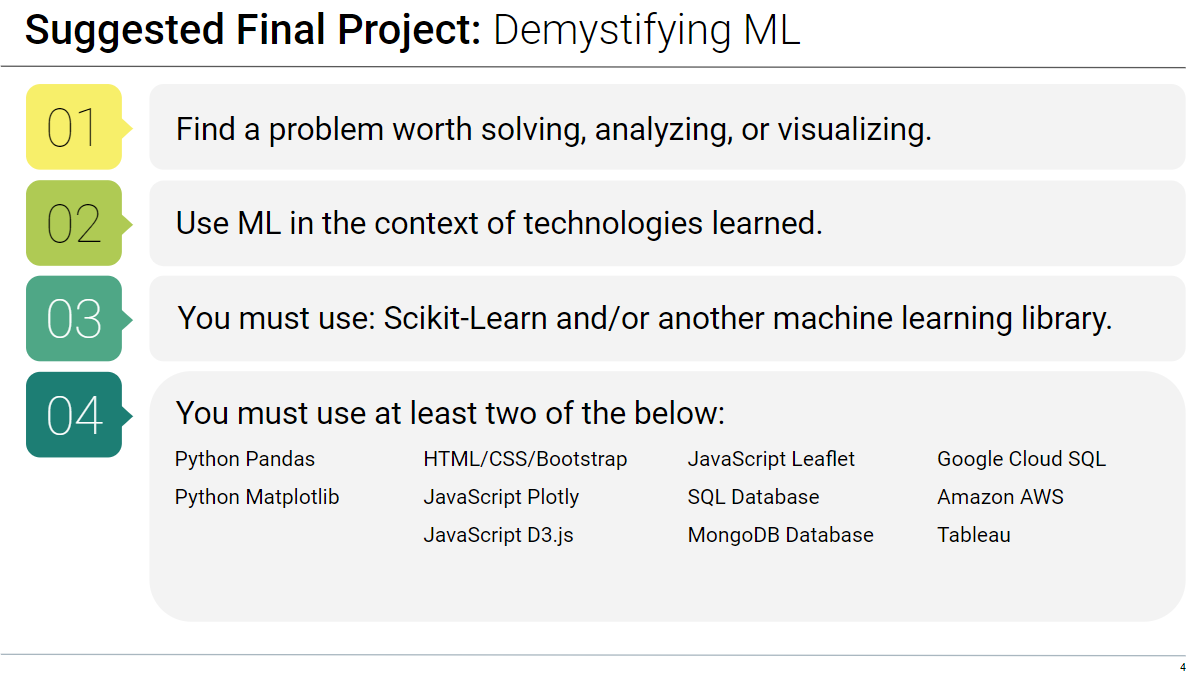 Suggested Final Project: Demystifying ML
01
Find a problem worth solving, analyzing, or visualizing.
02
Use ML in the context of technologies learned.
03
You must use: Scikit-Learn and/or another machine learning library.
04
You must use at least two of the below:
Python Pandas
Python Matplotlib
HTML/CSS/Bootstrap
JavaScript Plotly
JavaScript D3.js
JavaScript Leaflet
SQL Database
MongoDB Database
Google Cloud SQL
Amazon AWS
Tableau
4